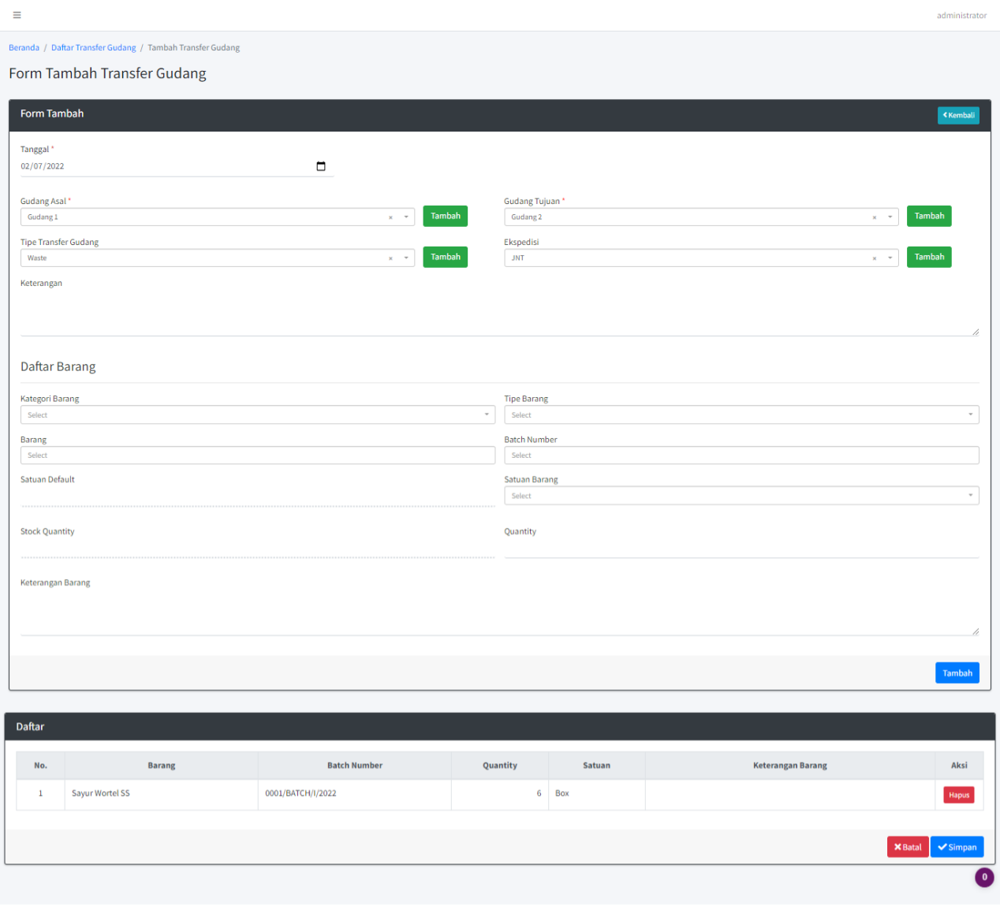 administrator
Beranda / Daftar Transfer Gudang / Tambah Transfer Gudang
Form Tambah Transfer Gudang
Form Tambah
Kembali
Tanggal *
02/07/2022
Gudang Asal * Gudang Tujuan *
Gudang 1 × Tambah Gudang 2 × Tambah
Tipe Transfer Gudang Ekspedisi
Waste × Tambah JNT × Tambah
Keterangan
Daftar Barang
Kategori Barang Tipe Barang
Select Select
Barang Batch Number
Select Select
Satuan Default Satuan Barang
Select
Stock Quantity Quantity
Keterangan Barang
Tambah
Daftar
No. Barang Batch Number Quantity Satuan Keterangan Barang Aksi
1 Sayur Wortel SS 0001/BATCH/I/2022 6 Box Hapus
Batal Simpan
0